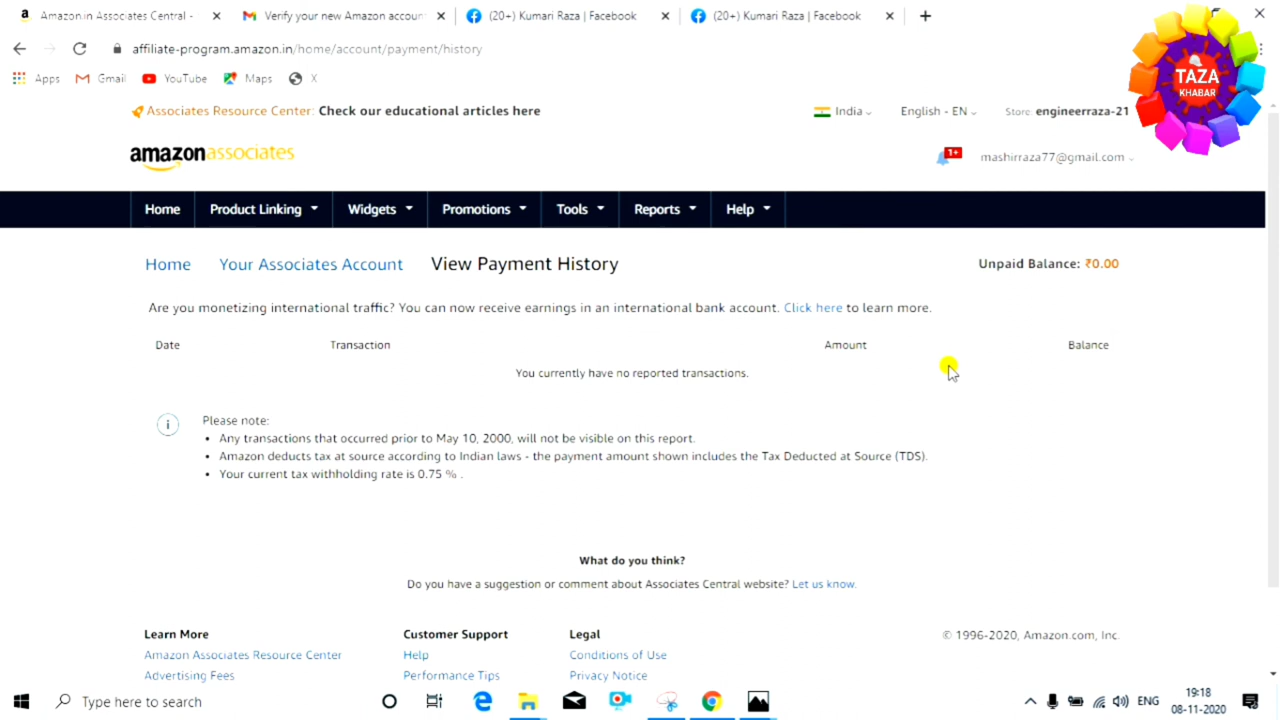 Amazon.in Associates Central -
Verify your new Amazon accoun
(20+) Kumari Raza | Facebook
(20+) Kumari Raza | Facebook
affiliate-program.amazon.in/home/account/payment/history
Apps Gmail YouTube Maps X
TAZA
KHABAR
Associates Resource Center: Check our educational articles here
India English - EN Store: engineerraza-21
amazonassociates
1+ mashirraza77@gmail.com
Home Product Linking Widgets Promotions Tools Reports Help
Home Your Associates Account View Payment History Unpaid Balance: ₹0.00
Are you monetizing international traffic? You can now receive earnings in an international bank account. Click here to learn more.
Date Transaction Amount Balance
You currently have no reported transactions.
i Please note:
• Any transactions that occurred prior to May 10, 2000, will not be visible on this report.
• Amazon deducts tax at source according to Indian laws - the payment amount shown includes the Tax Deducted at Source (TDS).
• Your current tax withholding rate is 0.75 % .
What do you think?
Do you have a suggestion or comment about Associates Central website? Let us know.
Learn More Customer Support Legal © 1996-2020, Amazon.com, Inc.
Amazon Associates Resource Center Help Conditions of Use
Advertising Fees Performance Tips Privacy Notice
Type here to search
ENG 19:18
08-11-2020